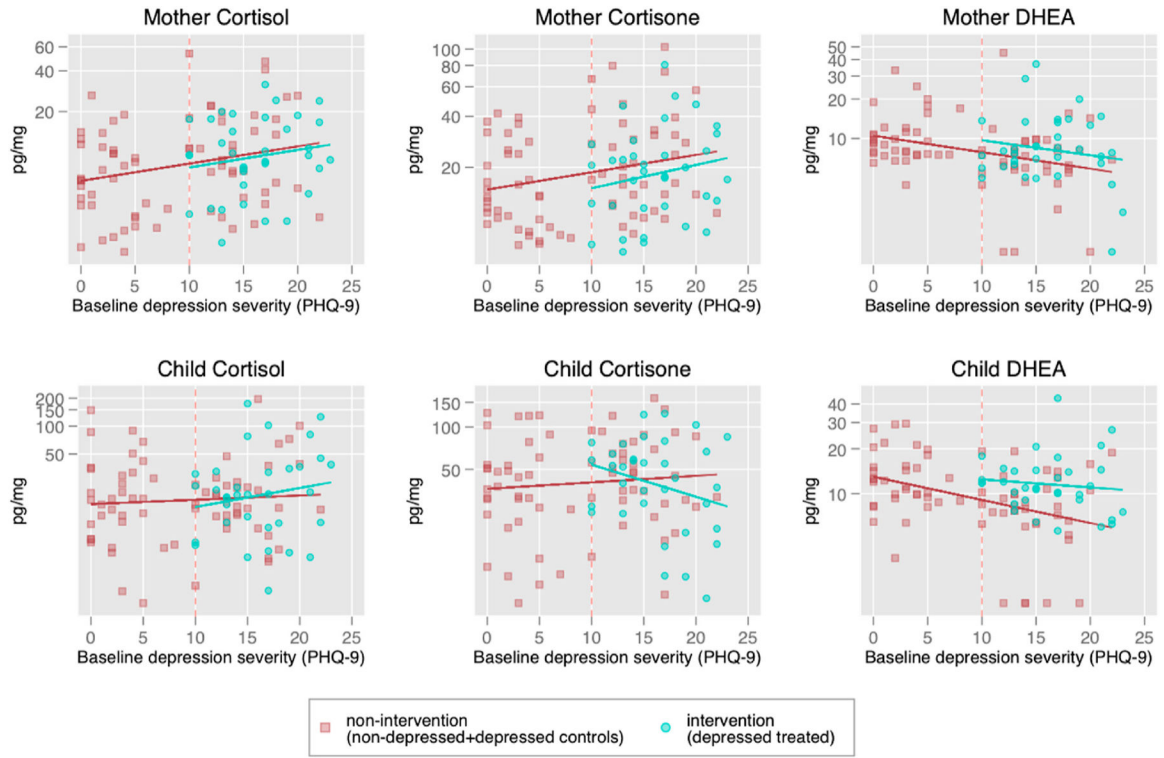 Mother Cortisol
Mother Cortisone
Mother DHEA
60
40
20
pg/mg
0 5 10 15 20 25
Baseline depression severity (PHQ-9)
100
80
60
40
20
pg/mg
0 5 10 15 20 25
Baseline depression severity (PHQ-9)
50
40
30
20
10
pg/mg
0 5 10 15 20 25
Baseline depression severity (PHQ-9)
Child Cortisol
Child Cortisone
Child DHEA
200
150
100
50
pg/mg
0 5 10 15 20 25
Baseline depression severity (PHQ-9)
150
100
50
pg/mg
0 5 10 15 20 25
Baseline depression severity (PHQ-9)
40
30
20
10
pg/mg
0 5 10 15 20 25
Baseline depression severity (PHQ-9)
non-intervention
(non-depressed+depressed controls)
intervention
(depressed treated)